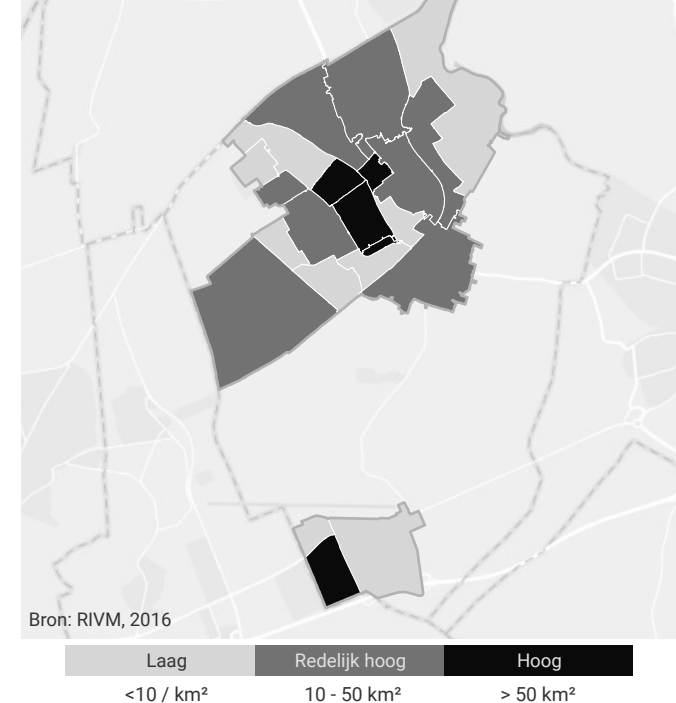 Bron: RIVM, 2016
Laag Redelijk hoog Hoog
<10 / km² 10 - 50 km² > 50 km²